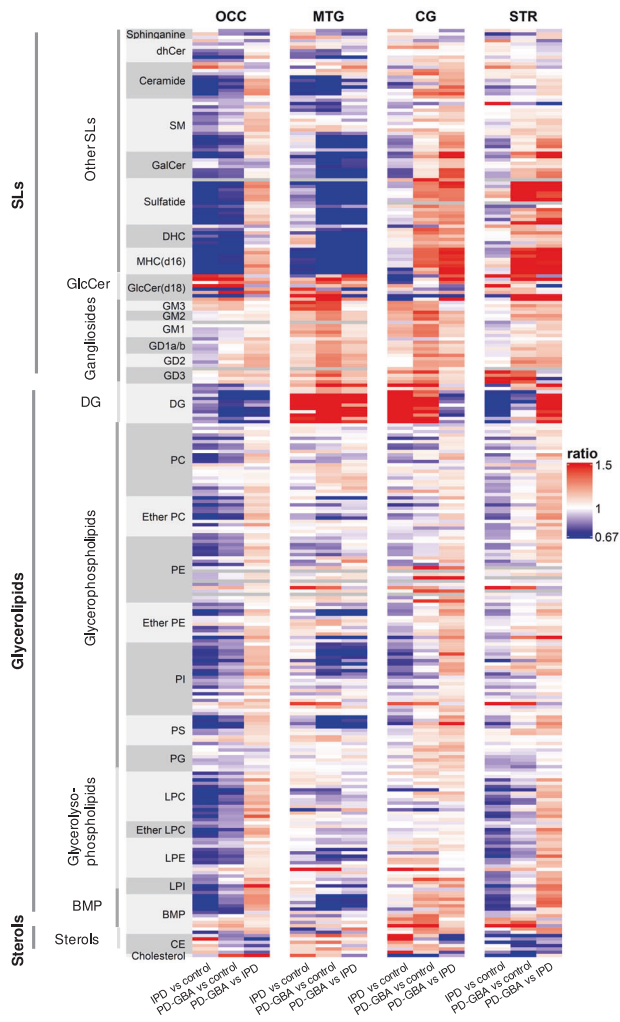 OCC MTG CG STR
SLs
Other SLs
GlcCer
Gangliosides
Sphinganine
dhCer
Ceramide
SM
GalCer
Sulfatide
DHC
MHC(d16)
GlcCer(d18)
GM3
GM2
GM1
GD1a/b
GD2
GD3
Glycerolipids
DG
Glycerophospholipids
Glycerolyso-
phospholipids
BMP
DG
PC
Ether PC
PE
Ether PE
PI
PS
PG
LPC
Ether LPC
LPE
LPI
BMP
Sterols
Sterols
CE
Cholesterol
ratio
1.5
1
0.67
IPD vs control
PD-GBA vs control
PD-GBA vs IPD
IPD vs control
PD-GBA vs control
PD-GBA vs IPD
IPD vs control
PD-GBA vs control
PD-GBA vs IPD
IPD vs control
PD-GBA vs control
PD-GBA vs IPD